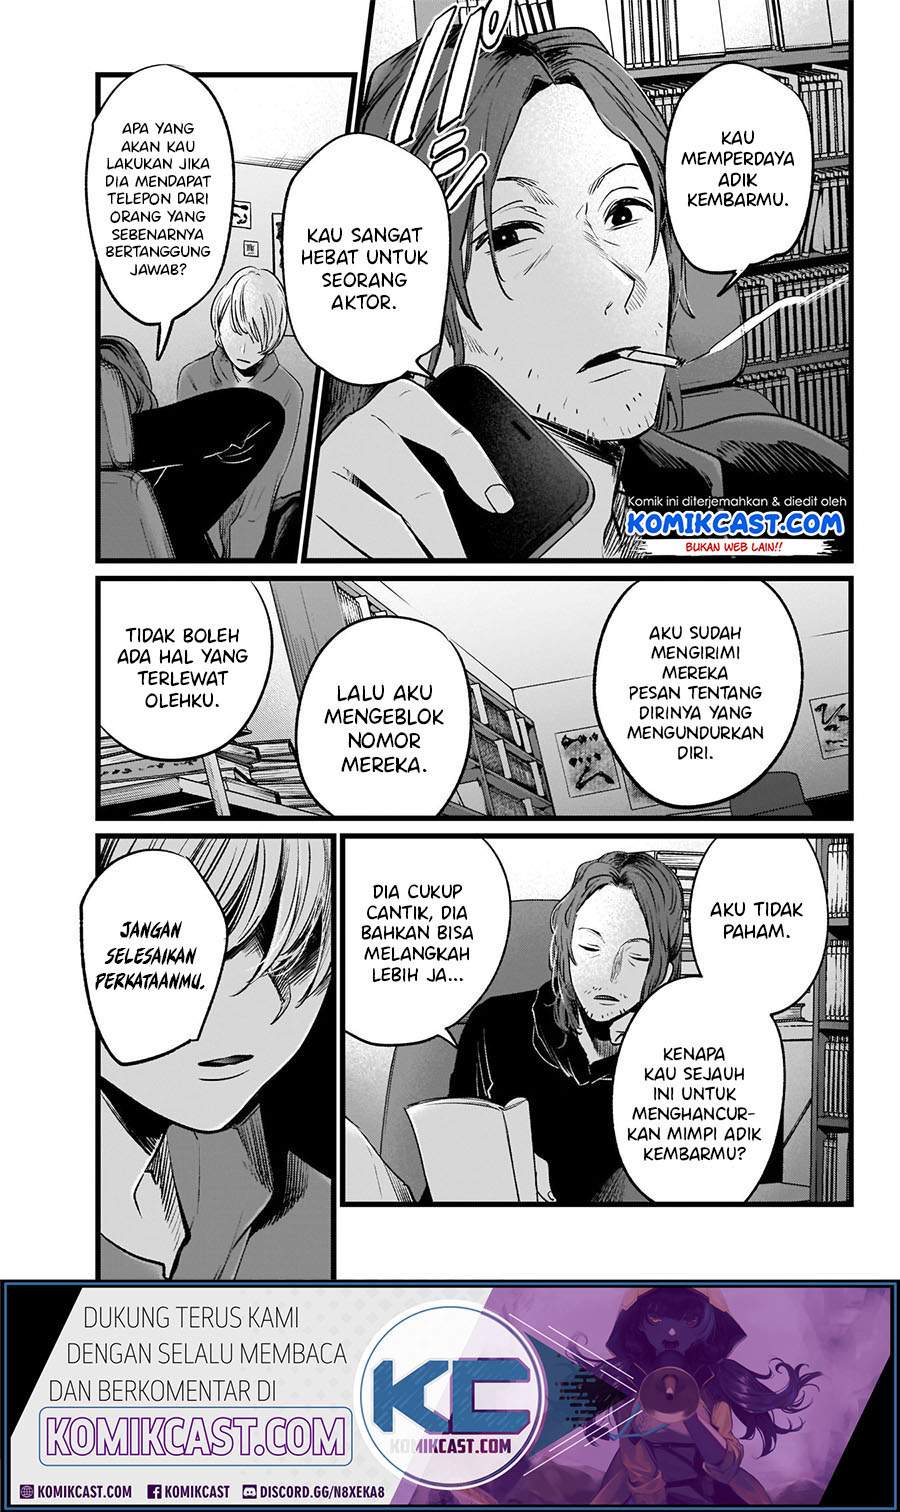 パパパ
KAU
MEMPERDAYA
ADIK
KEMBARMU.
KAU SANGAT
HEBAT UNTUK
SEORANG
AKTOR.
APA YANG
AKAN KAU
LAKUKAN JIKA
DIA MENDAPAT
TELEPON DARI
ORANG YANG
SEBENARNYA
BERTANGGUNG
JAWAB?
Komik ini diterjemahkan & diedit oleh
KOMIKCAST.COM
BUKAN WEB LAIN!!
AKU SUDAH
MENGIRIMI
MEREKA
PESAN TENTANG
DIRINYA YANG
MENGUNDURKAN
DIRI.
LALU AKU
MENGEBLOK
NOMOR
MEREKA.
TIDAK BOLEH
ADA HAL YANG
TERLEWAT
OLEHKU.
AKU TIDAK
PAHAM.
KENAPA
KAU SEJAUH
INI UNTUK
MENGHANCUR-
KAN MIMPI ADIK
KEMBARMU?
DIA CUKUP
CANTIK, DIA
BAHKAN BISA
MELANGKAH
LEBIH JA...
JANGAN
SELESAIKAN
PERKATAANMU.
DUKUNG TERUS KAMI
DENGAN SELALU MEMBACA
DAN BERKOMENTAR DI
KOMIKCAST.COM
KC
KOMIKCAST.COM
KOMIKCAST.COM KOMIKCAST DISCORD.GG/N8XEKA8